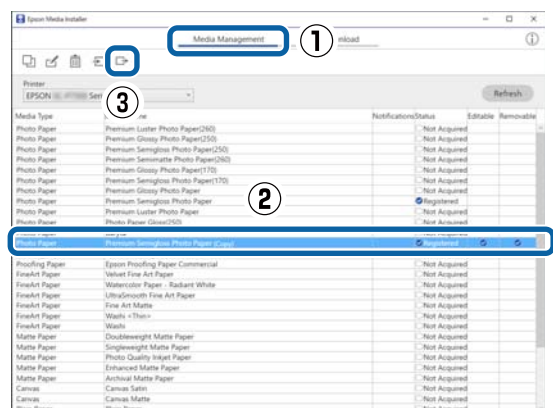 Epson Media Installer
Media Management
nload
①
③
Printer
EPSON Seri
Refresh
Media Type ne Notifications Status Editable Removable
Photo Paper Premium Luster Photo Paper(260) Not Acquired
Photo Paper Premium Glossy Photo Paper(250) Not Acquired
Photo Paper Premium Semigloss Photo Paper(250) Not Acquired
Photo Paper Premium Semimatte Photo Paper(260) Not Acquired
Photo Paper Premium Glossy Photo Paper(170) Not Acquired
Photo Paper Premium Semigloss Photo Paper(170) Not Acquired
Photo Paper Premium Glossy Photo Paper Not Acquired
Photo Paper Premium Semigloss Photo Paper Registered
Photo Paper Premium Luster Photo Paper Not Acquired
Photo Paper Photo Paper Gloss(250) Not Acquired
②
Photo Paper Premium Semigloss Photo Paper (Copy) Registered
Proofing Paper Epson Proofing Paper Commercial Not Acquired
FineArt Paper Velvet Fine Art Paper Not Acquired
FineArt Paper Watercolor Paper - Radiant White Not Acquired
FineArt Paper UltraSmooth Fine Art Paper Not Acquired
FineArt Paper Fine Art Matte Not Acquired
FineArt Paper Washi <Thin> Not Acquired
FineArt Paper Washi Not Acquired
Matte Paper Doubleweight Matte Paper Not Acquired
Matte Paper Singleweight Matte Paper Not Acquired
Matte Paper Photo Quality Inkjet Paper Not Acquired
Matte Paper Enhanced Matte Paper Not Acquired
Matte Paper Archival Matte Paper Not Acquired
Canvas Canvas Satin Not Acquired
Canvas Canvas Matte Not Acquired